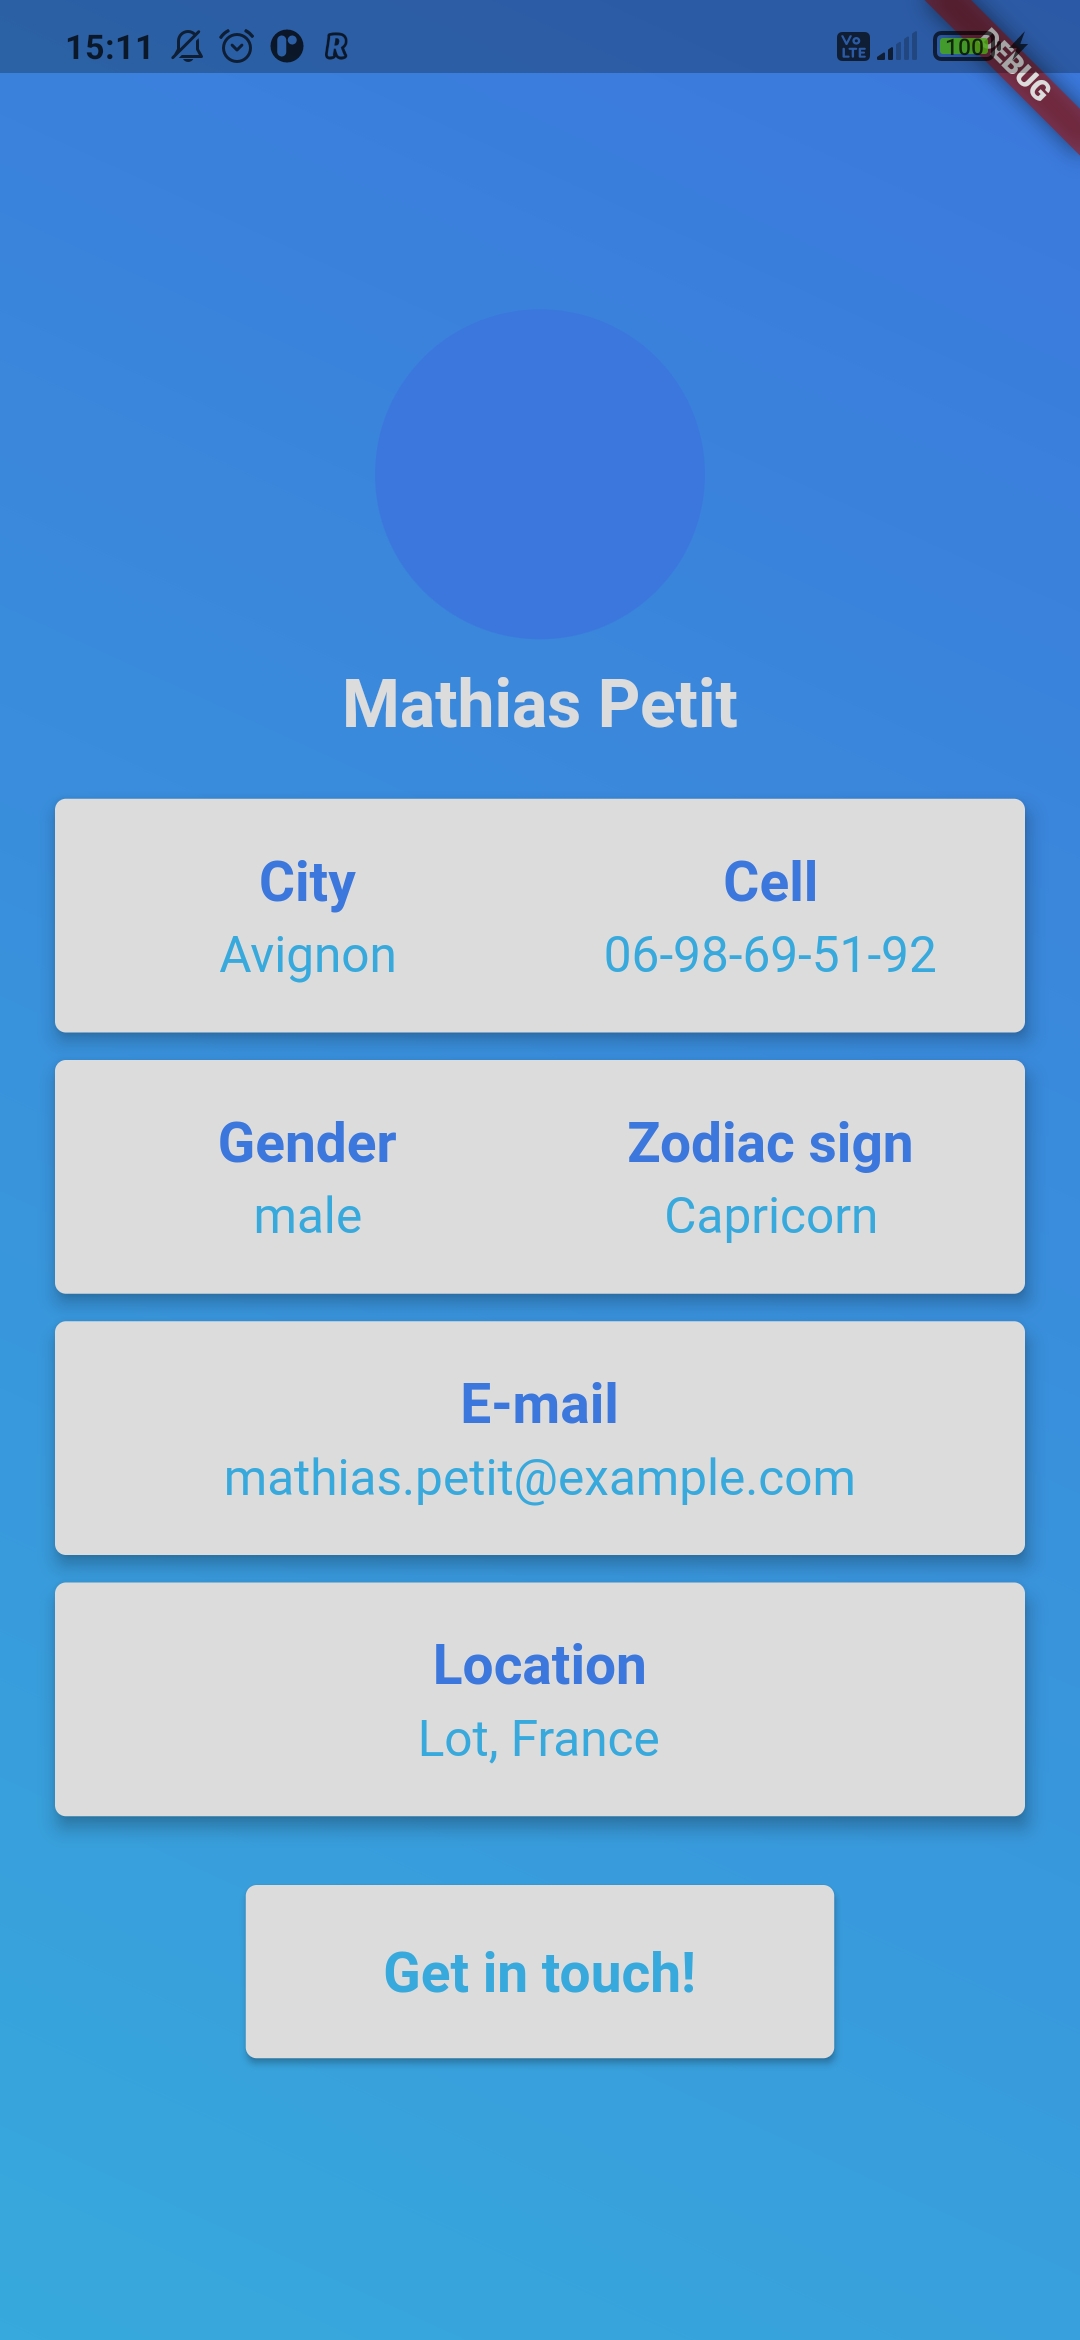 15:11
Vo LTE
100
DEBUG
Mathias Petit
City
Cell
Avignon
06-98-69-51-92
Gender
Zodiac sign
male
Capricorn
E-mail
mathias.petit@example.com
Location
Lot, France
Get in touch!